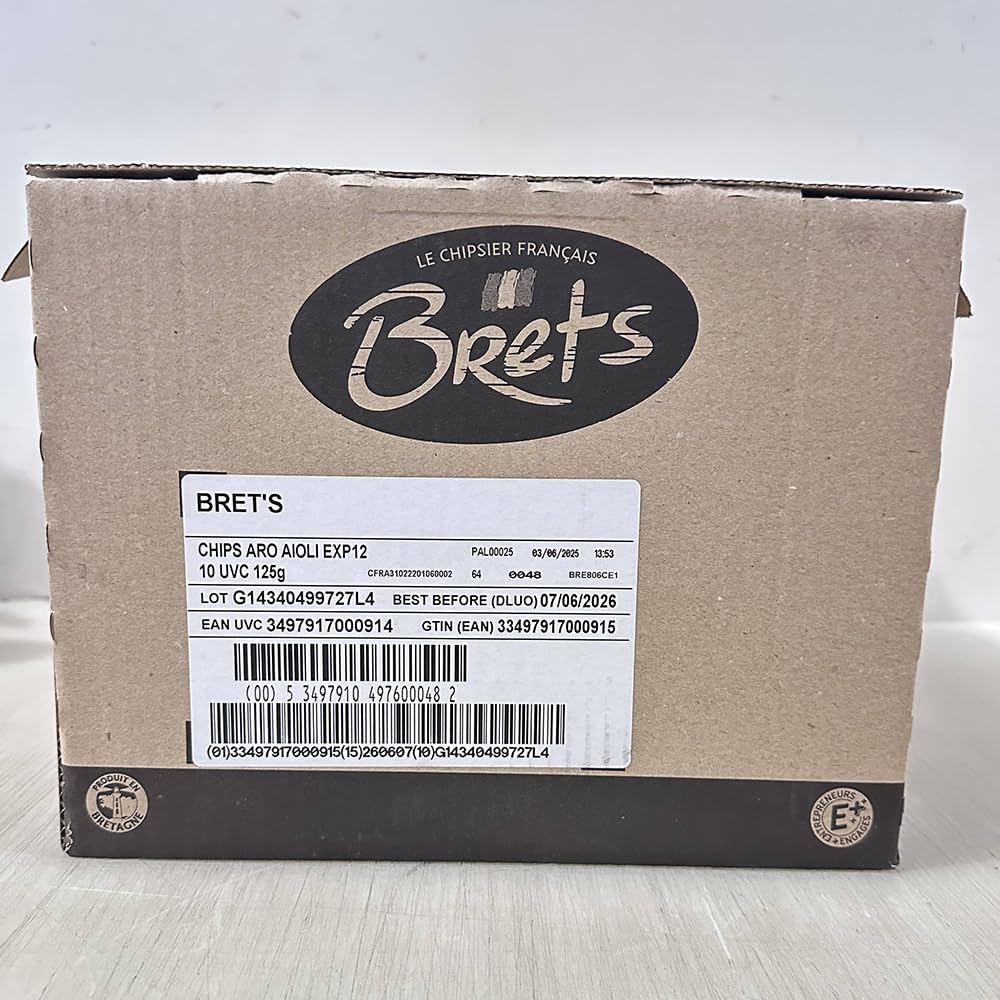 LE CHIPSIER FRANÇAIS
BRets
BRET'S
CHIPS ARO AIOLI EXP12 PAL00025 03/06/2025 13:53
10 UVC 125g CFRA31022201060002 64 0048 BRE806CE1
LOT G14340499727L4 BEST BEFORE (DLUO) 07/06/2026
EAN UVC 3497917000914 GTIN (EAN) 33497917000915
(00) 5 3497910 497600048 2
(01)33497917000915(15)260607(10)G14340499727L4
PRODUIT EN BRETAGNE
ENTREPRENEURS + ENGAGÉS
E+